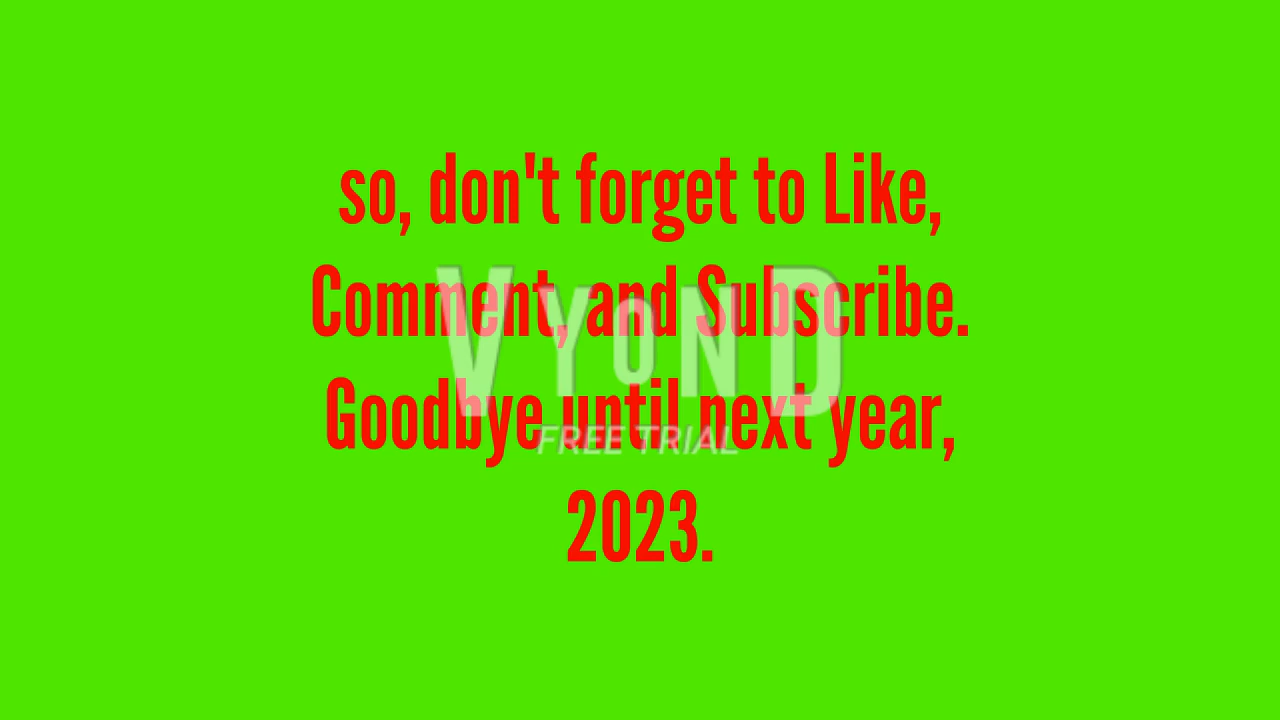 so, don't forget to Like,
Comment, and Subscribe.
VYOND
Goodbye until next year,
FREE TRIAL
2023.